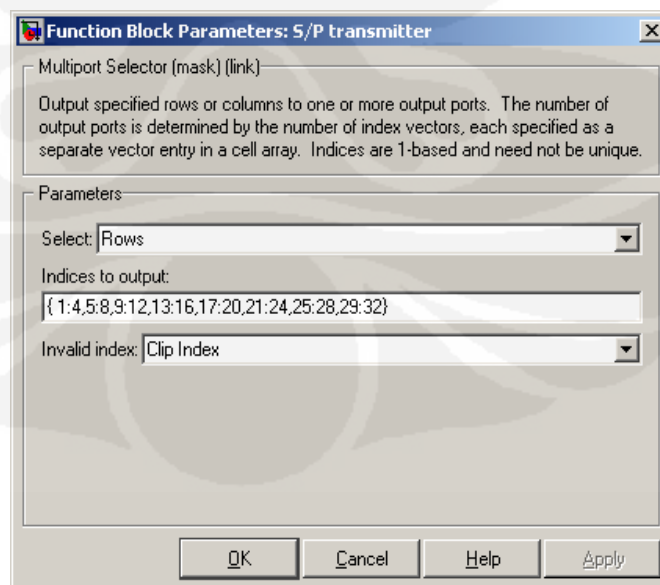 Function Block Parameters: S/P transmitter
Multiport Selector (mask) (link)
Output specified rows or columns to one or more output ports. The number of
output ports is determined by the number of index vectors, each specified as a
separate vector entry in a cell array. Indices are 1-based and need not be unique.
Parameters
Select: Rows
Indices to output:
{ 1:4,5:8,9:12,13:16,17:20,21:24,25:28,29:32}
Invalid index: Clip Index
OK Cancel Help Apply